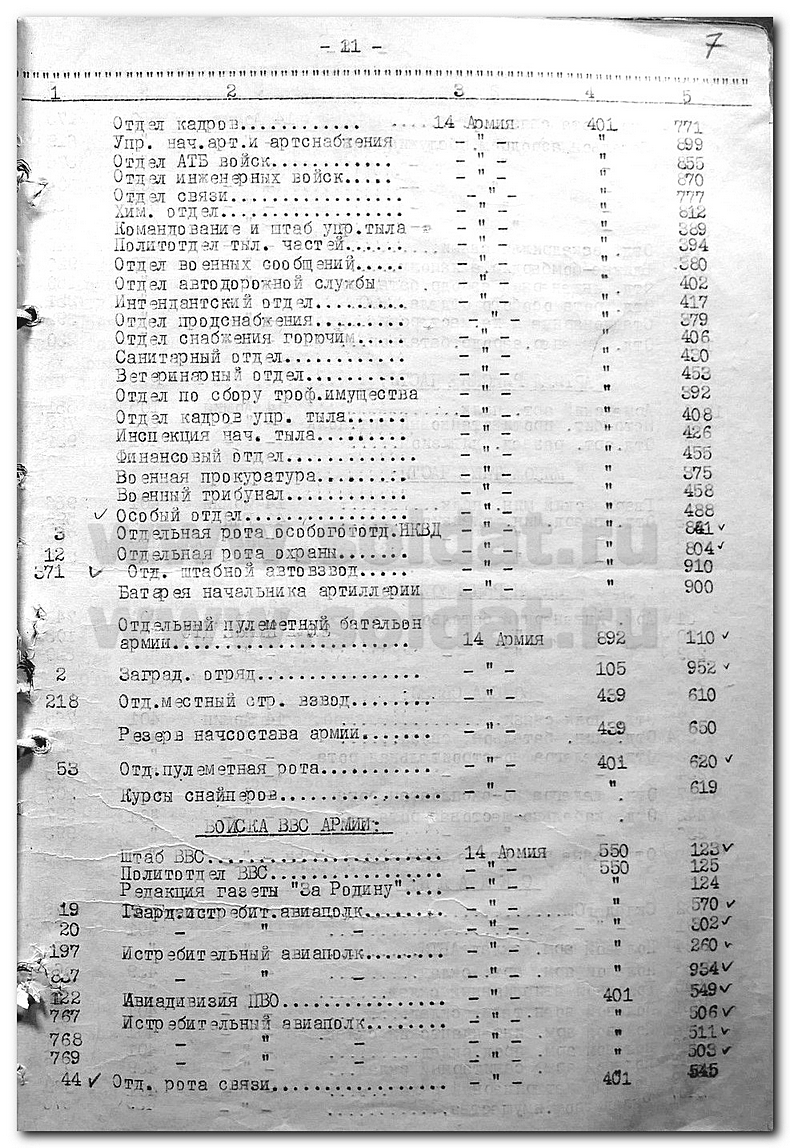 - 11 -
7
1 2 3 4 5
Отдел кадров............ ....14 Армия 401 771
Упр. нач.арт.и артснабжения - " - " 899
Отдел АТБ войск............ - " - " 855
Отдел инженерных войск..... - " - " 870
Отдел связи................. - " - " 777
Хим. отдел.................. - " - " 812
Командование и штаб упр.тыла - " - " 389
Политотдел тыл. частей...... - " - " 394
Отдел военных сообщений..... - " - " 380
Отдел автодорожной службы - " - " 402
Интендантский отдел......... - " - " 417
Отдел продснабжения......... - " - " 379
Отдел снабжения горючим..... - " - " 406
Санитарный отдел............ - " - " 430
Ветеринарный отдел.......... - " - " 453
Отдел по сбору троф.имущества - " - " 392
Отдел кадров упр. тыла...... - " - " 408
Инспекция нач. тыла......... - " - " 426
Финансовый отдел............ - " - " 455
Военная прокуратура......... - " - " 375
Военный трибунал............ - " - " 458
✓ Особый отдел................ - " - " 488
3 Отдельная рота особогоотд.НКВД - " - " ✓
12 Отдельная рота охраны....... - " - " 804 ✓
371 ✓ Отд. штабной автовзвод..... - " - " 910
Батарея начальника артиллерии - " - " 900
Отдельный пулеметный батальон
армии....................... 14 Армия 892 110 ✓
2 Заград. отряд............... - " - 105 952 ✓
218 Отд.местный стр. взвод........ - " - 439 610
Резерв начсостава армии....... - " - 439 650
53 Отд.пулеметная рота........... - " - 401 620 ✓
Курсы снайперов............... - " - " 619
ВОЙСКА ВВС АРМИИ:
Штаб ВВС....................... 14 Армия 550 123 ✓
Политотдел ВВС................. - " - 550 125
Редакция газеты "За Родину".... - " - " 124
19 Гвард.истребит.авиаполк........ - " - " 570 ✓
20 - " - - " - " 802 ✓
197 Истребительный авиаполк........ - " - " 260 ✓
837 - " - - " - " 934 ✓
122 Авиадивизия ПВО................ - " - 401 549 ✓
767 Истребительный авиаполк........ - " - " 506 ✓
768 - " - - " - " 511 ✓
769 - " - - " - " 503 ✓
44 ✓ Отд. рота связи................ - " - 401 545
www.soldat.ru
www.soldat.ru